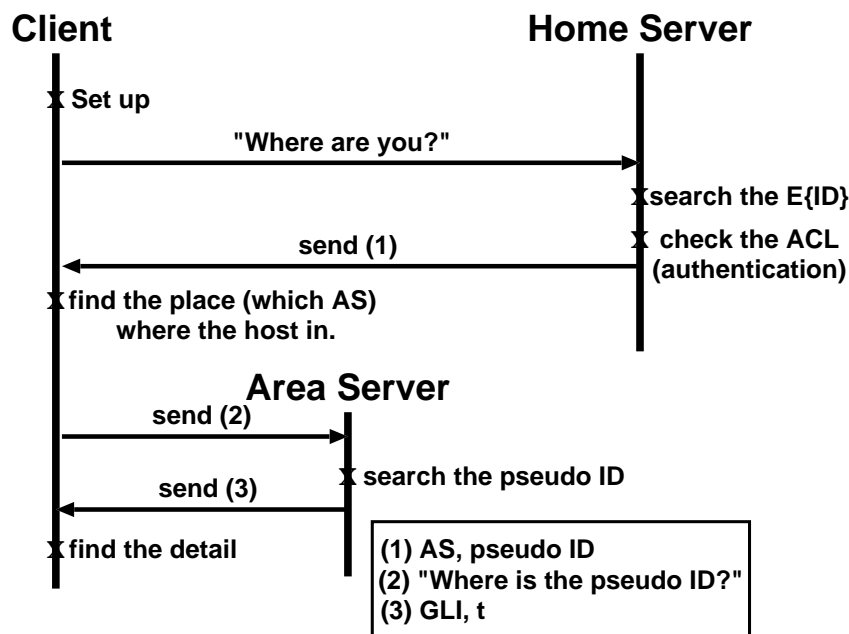 Client
Home Server
Set up
"Where are you?"
search the E{ID}
check the ACL
(authentication)
send (1)
find the place (which AS)
where the host in.
Area Server
send (2)
search the pseudo ID
send (3)
find the detail
(1) AS, pseudo ID
(2) "Where is the pseudo ID?"
(3) GLI, t